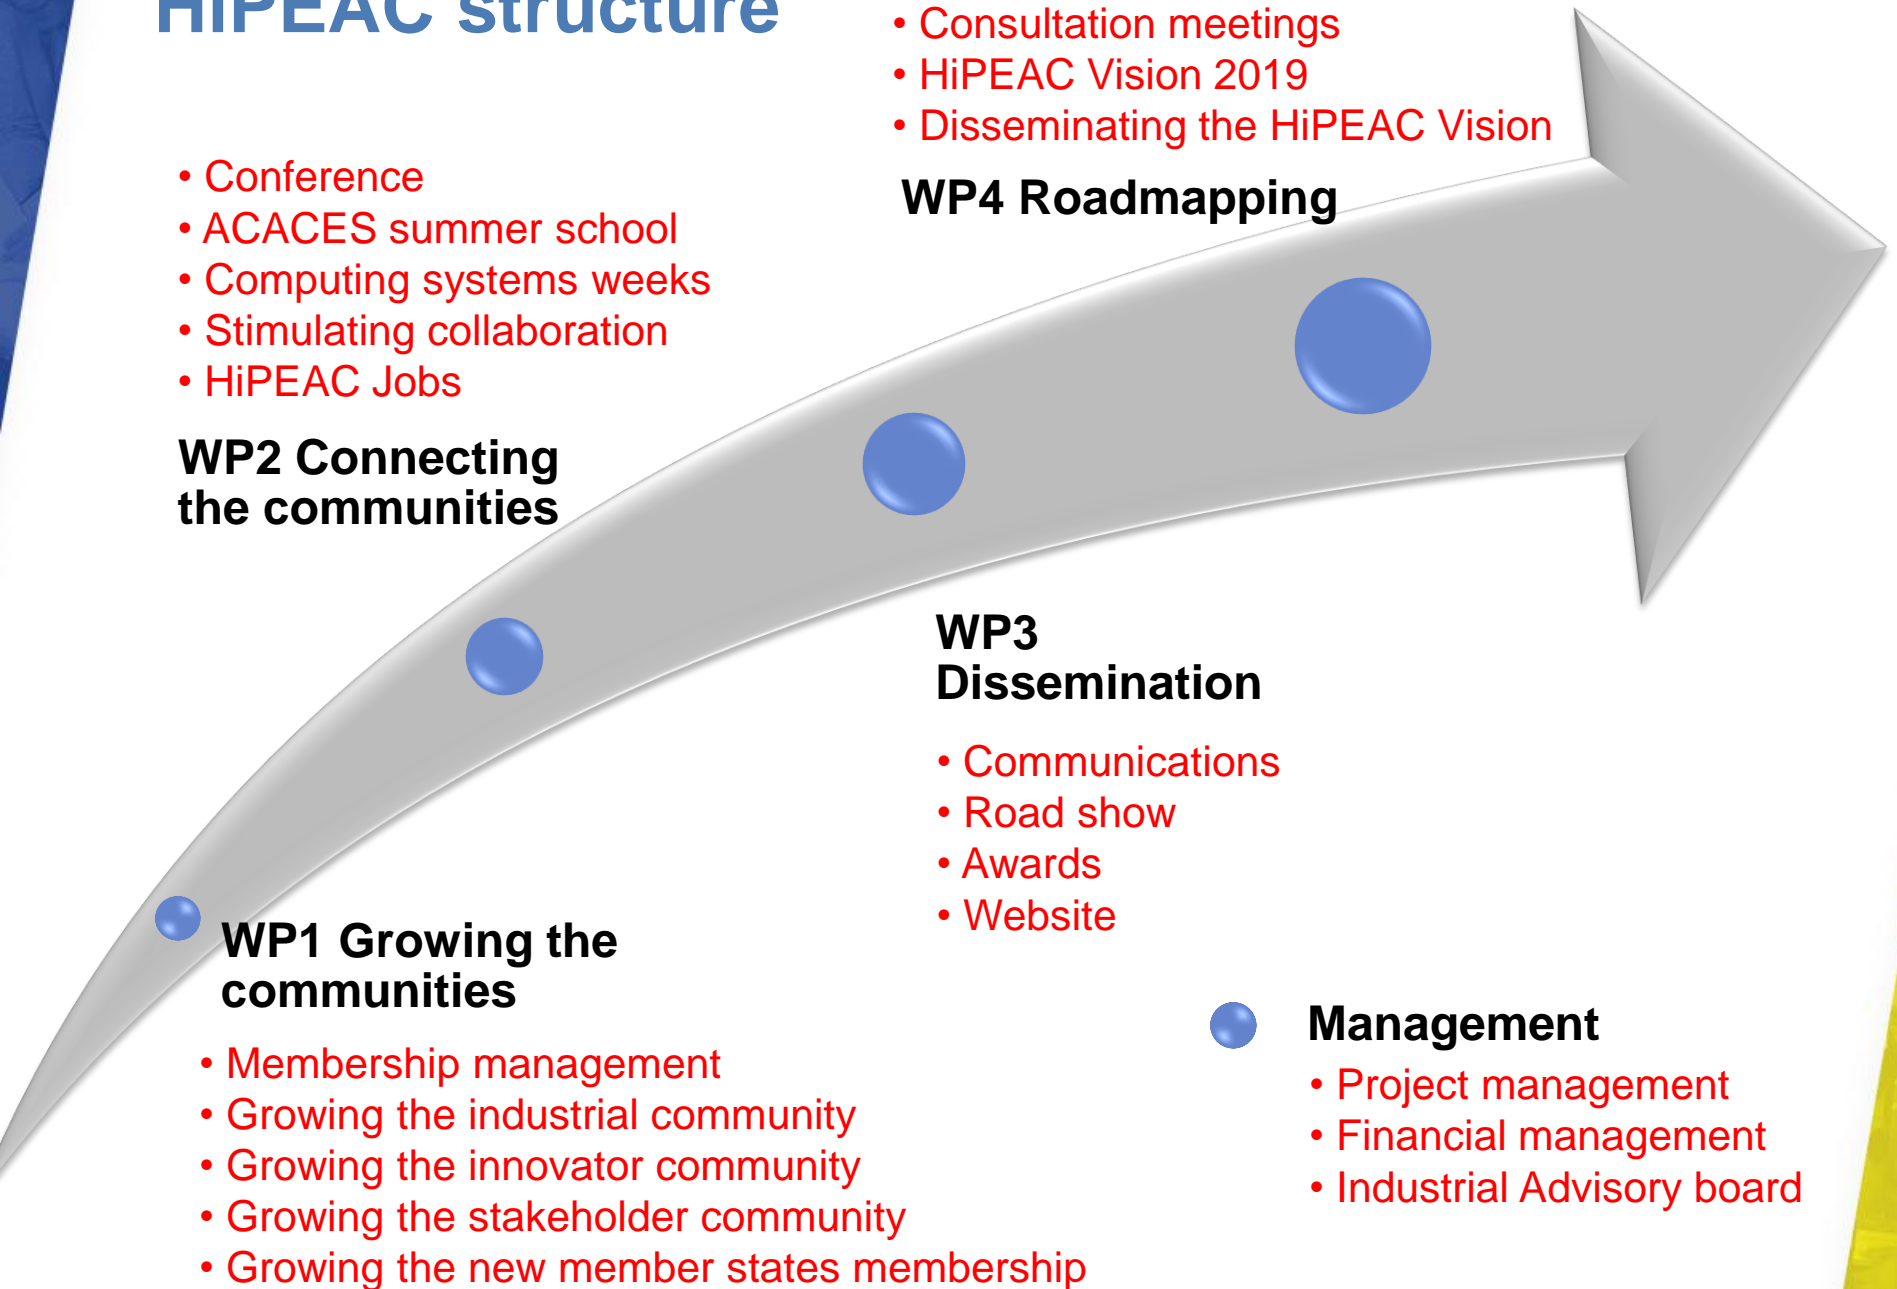 HiPEAC structure
• Consultation meetings
• HiPEAC Vision 2019
• Disseminating the HiPEAC Vision
WP4 Roadmapping
• Conference
• ACACES summer school
• Computing systems weeks
• Stimulating collaboration
• HiPEAC Jobs
WP2 Connecting
the communities
WP3
Dissemination
• Communications
• Road show
• Awards
• Website
WP1 Growing the
communities
• Membership management
• Growing the industrial community
• Growing the innovator community
• Growing the stakeholder community
• Growing the new member states membership
Management
• Project management
• Financial management
• Industrial Advisory board